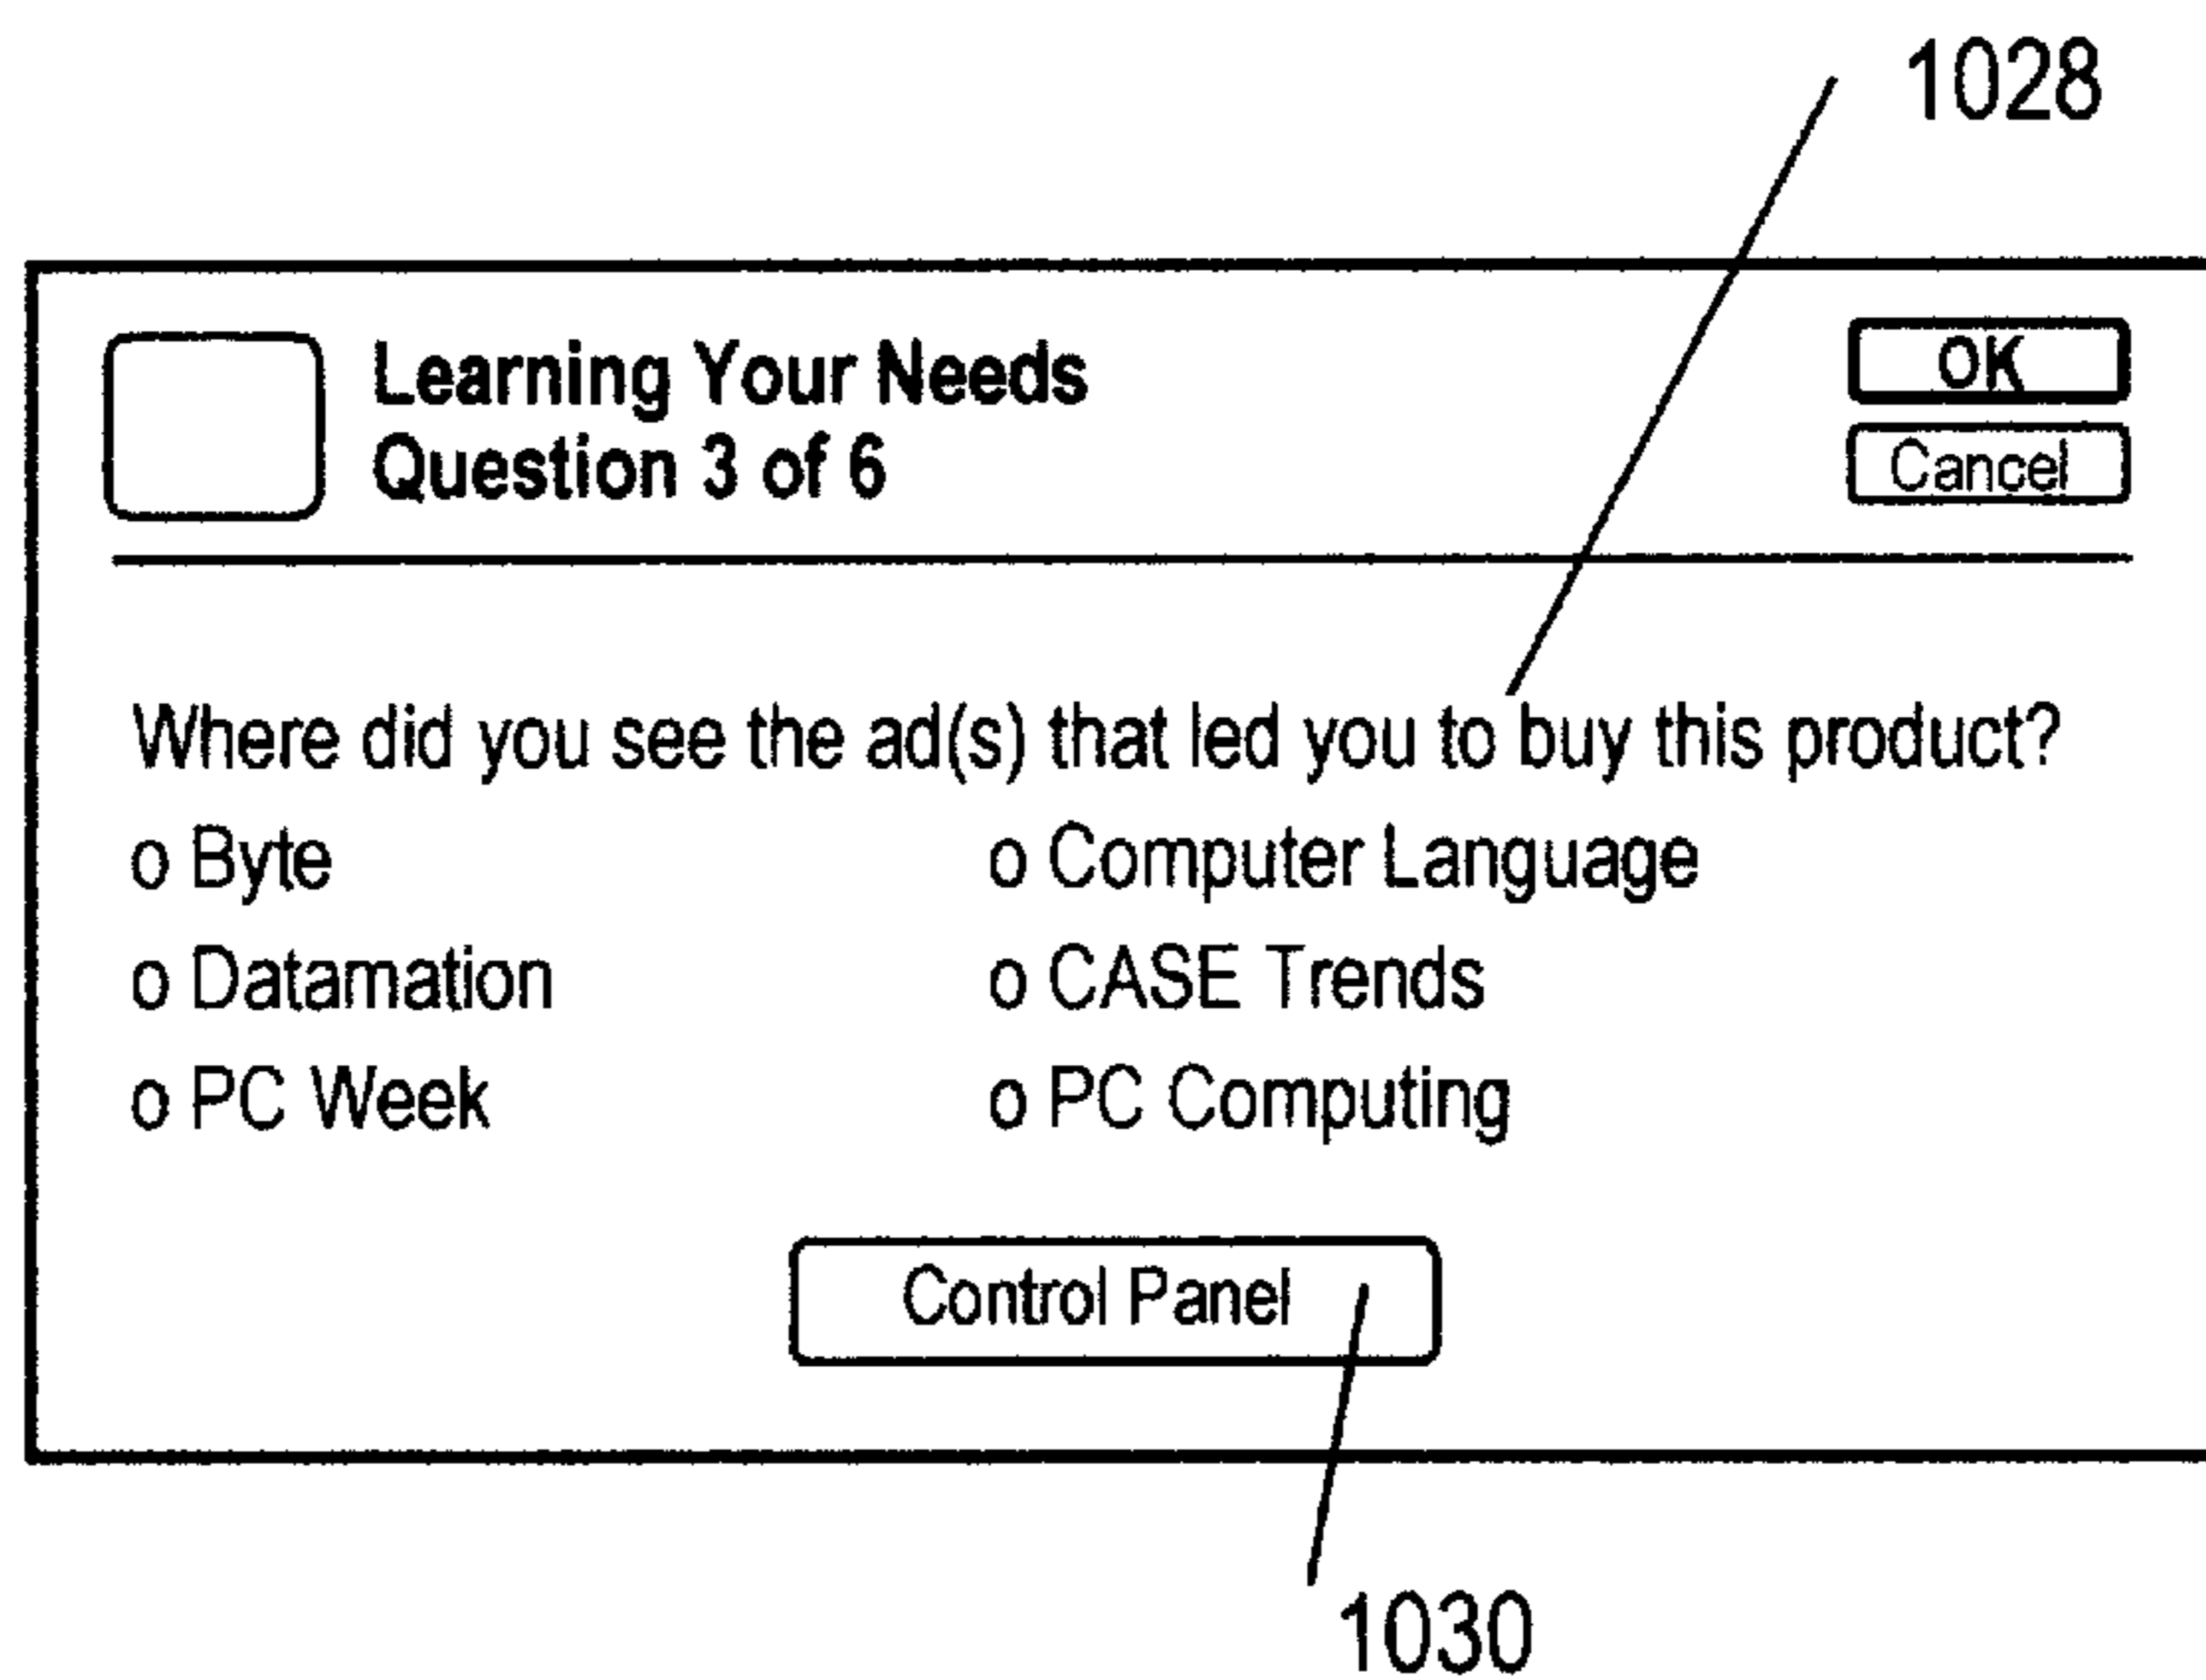 1028
Learning Your Needs
Question 3 of 6
OK
Cancel
Where did you see the ad(s) that led you to buy this product?
o Byte
o Computer Language
o Datamation
o CASE Trends
o PC Week
o PC Computing
Control Panel
1030